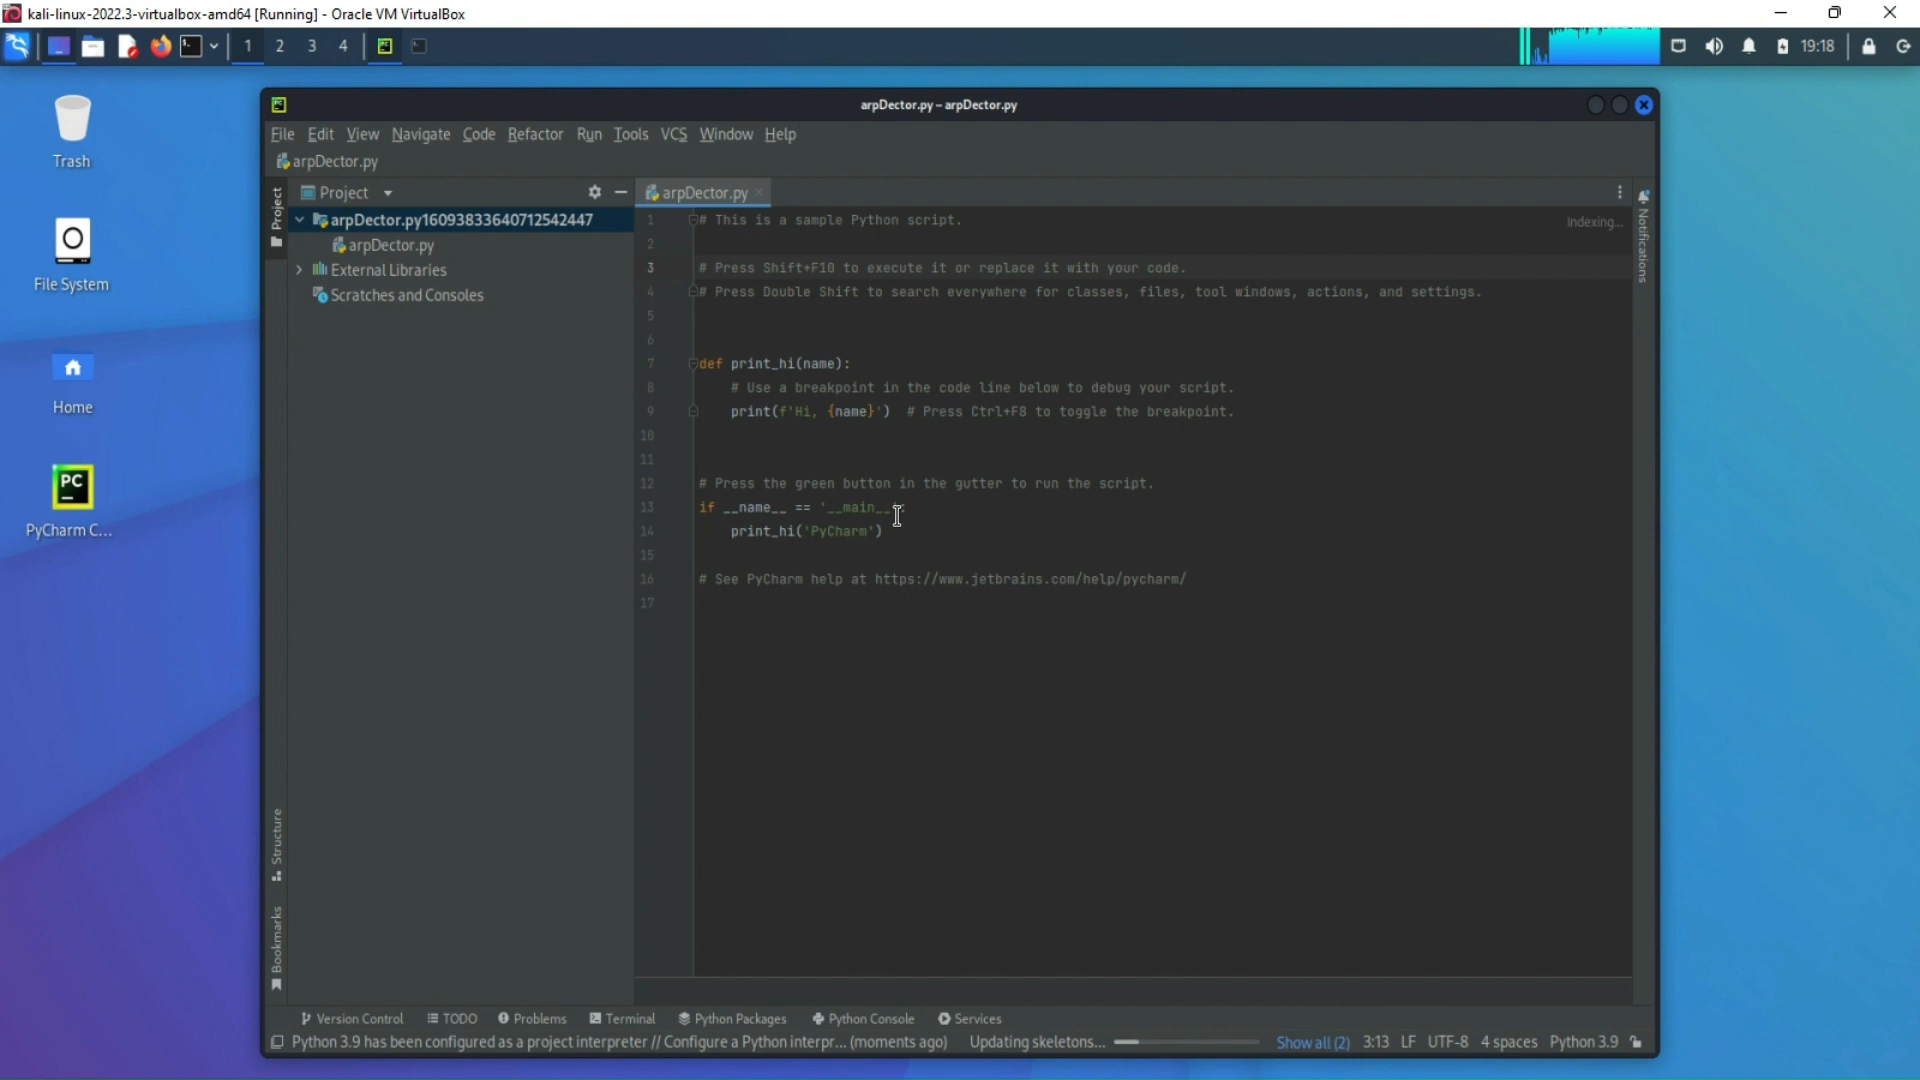 kali-linux-2022.3-virtualbox-amd64 [Running] - Oracle VM VirtualBox
1 2 3 4
19:18
Trash
File System
Home
PC
PyCharm C...
arpDector.py – arpDector.py
File Edit View Navigate Code Refactor Run Tools VCS Window Help
arpDector.py
Project
Project
arpDector.py16093833640712542447
arpDector.py
External Libraries
Scratches and Consoles
Structure
Bookmarks
arpDector.py
Indexing...
Notifications
1 # This is a sample Python script.
2
3 # Press Shift+F10 to execute it or replace it with your code.
4 # Press Double Shift to search everywhere for classes, files, tool windows, actions, and settings.
5
6
7 def print_hi(name):
8 # Use a breakpoint in the code line below to debug your script.
9 print(f'Hi, {name}') # Press Ctrl+F8 to toggle the breakpoint.
10
11
12 # Press the green button in the gutter to run the script.
13 if __name__ == '__main__':
14 print_hi('PyCharm')
15
16 # See PyCharm help at https://www.jetbrains.com/help/pycharm/
17
Version Control TODO Problems Terminal Python Packages Python Console Services
Python 3.9 has been configured as a project interpreter // Configure a Python interpr... (moments ago) Updating skeletons... Show all (2) 3:13 LF UTF-8 4 spaces Python 3.9